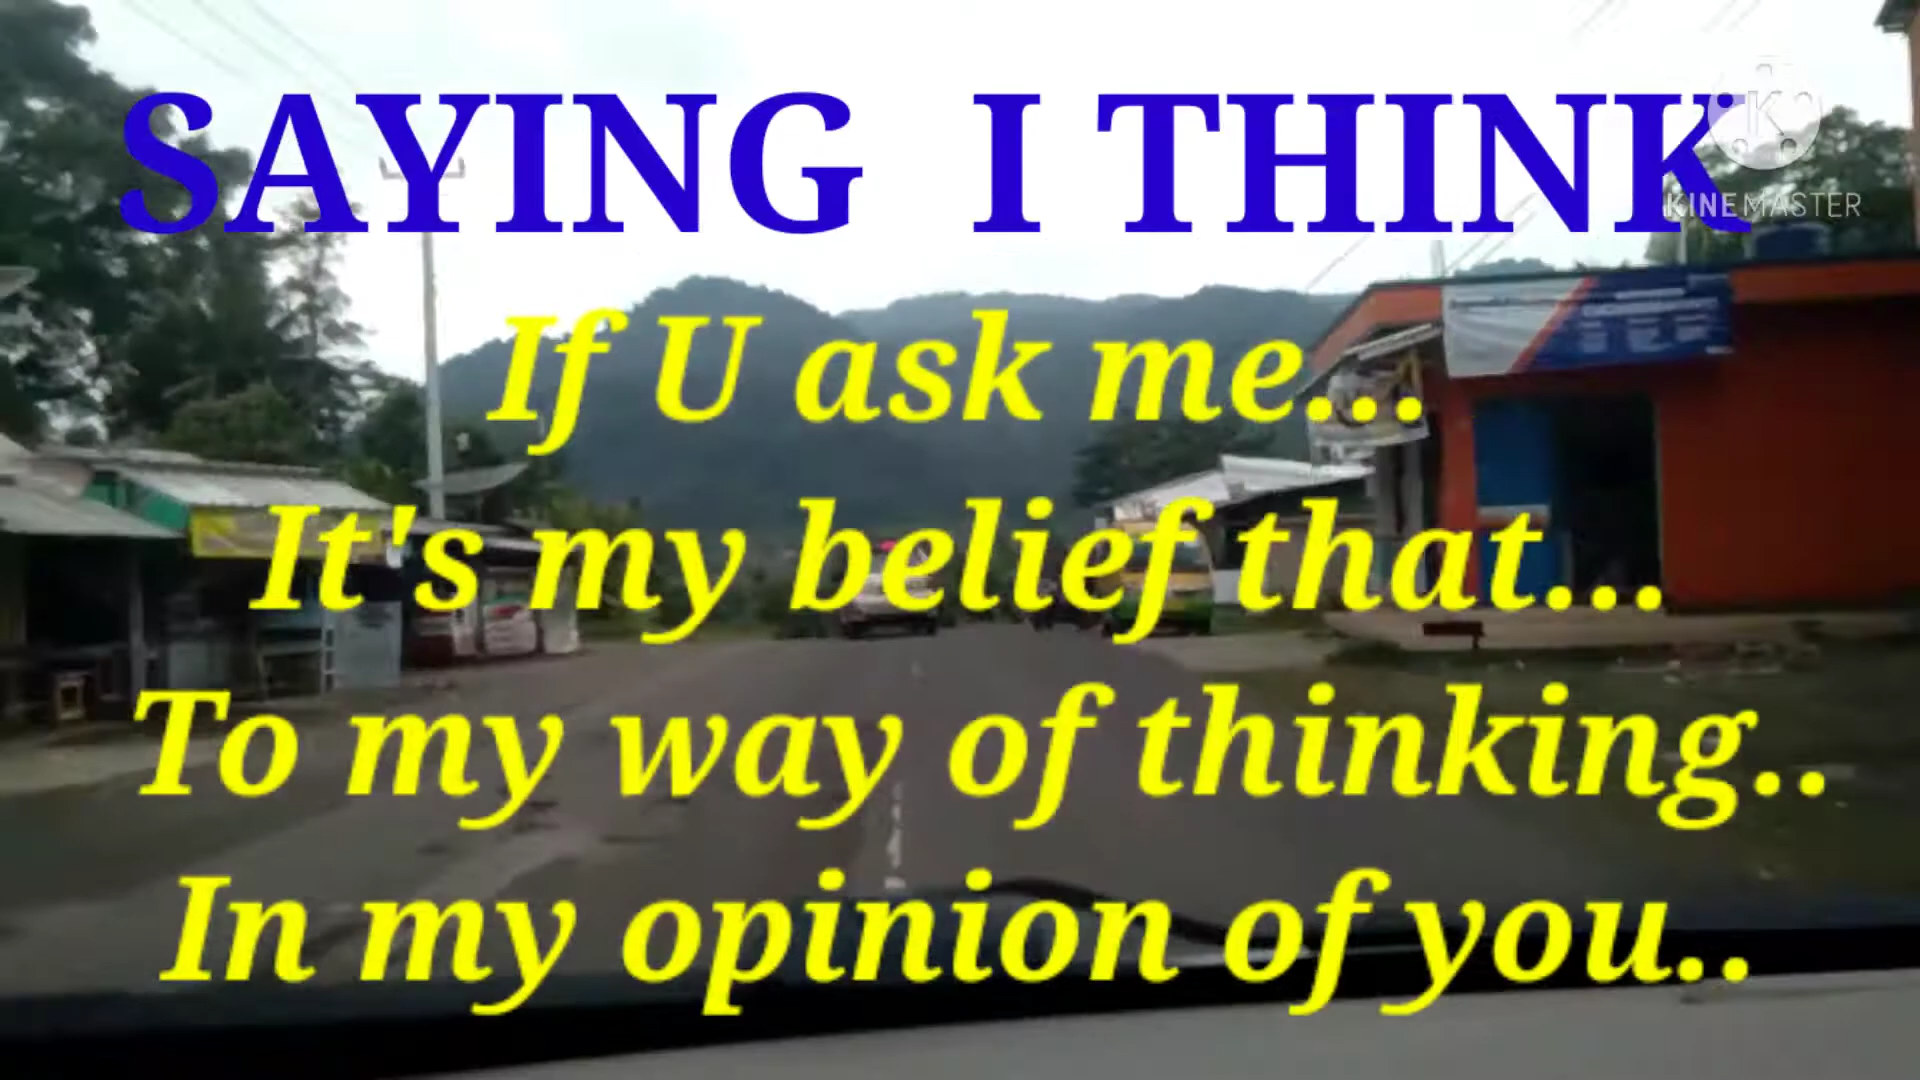 SAYING I THINK
KINEMASTER
If U ask me...
It's my belief that...
To my way of thinking..
In my opinion of you..